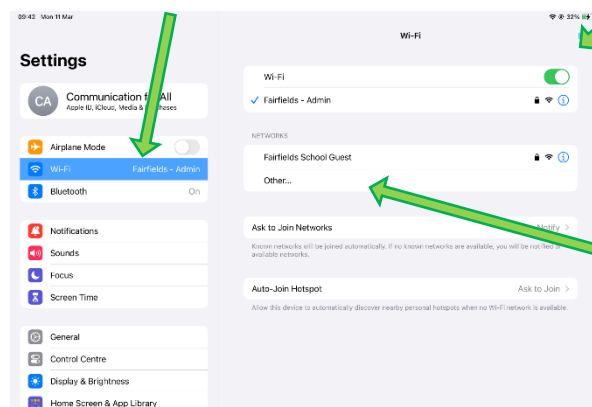 09:42 Mon 11 Mar
32%
Settings
CA
Communication for All
Apple ID, iCloud, Media &
Airplane Mode
Wi-Fi Fairfields - Admin
Bluetooth On
Notifications
Sounds
Focus
Screen Time
General
Control Centre
Display & Brightness
Home Screen & App Library
Wi-Fi
Wi-Fi
Fairfields - Admin
NETWORKS
Fairfields School Guest
Other...
Ask to Join Networks Notify
Known networks will be joined automatically. If no known networks are available, you will be notified of
available networks.
Auto-Join Hotspot Ask to Join
Allow this device to automatically discover nearby personal hotspots when no Wi-Fi network is available.